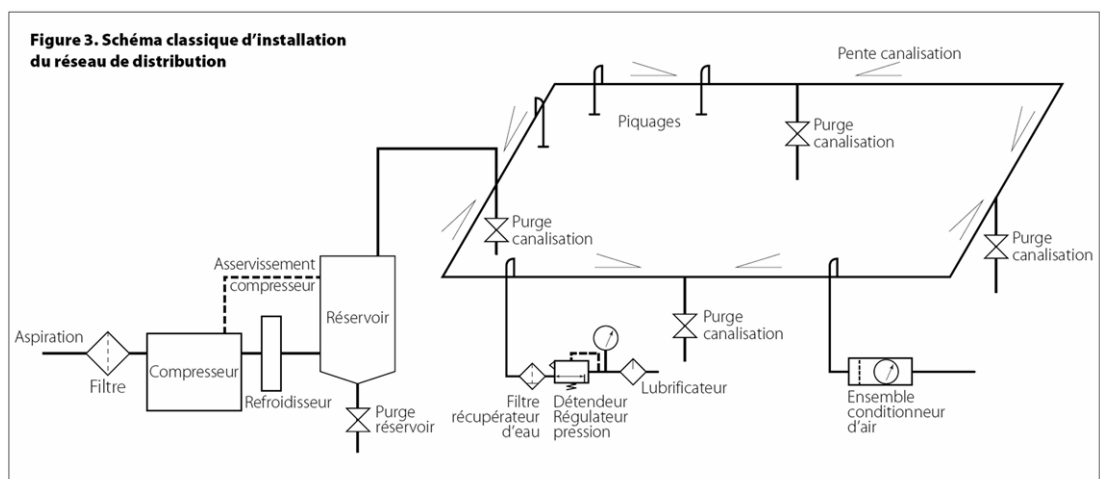 Figure 3. Schéma classique d’installation
du réseau de distribution
Pente canalisation
Piquages
Purge
canalisation
Purge
canalisation
Purge
canalisation
Asservissement
compresseur
Réservoir
Purge
canalisation
Aspiration
Filtre
Compresseur
Refroidisseur
Purge
réservoir
Filtre
récupérateur
d’eau
Détendeur
Régulateur
pression
Lubrificateur
Ensemble
conditionneur
d’air